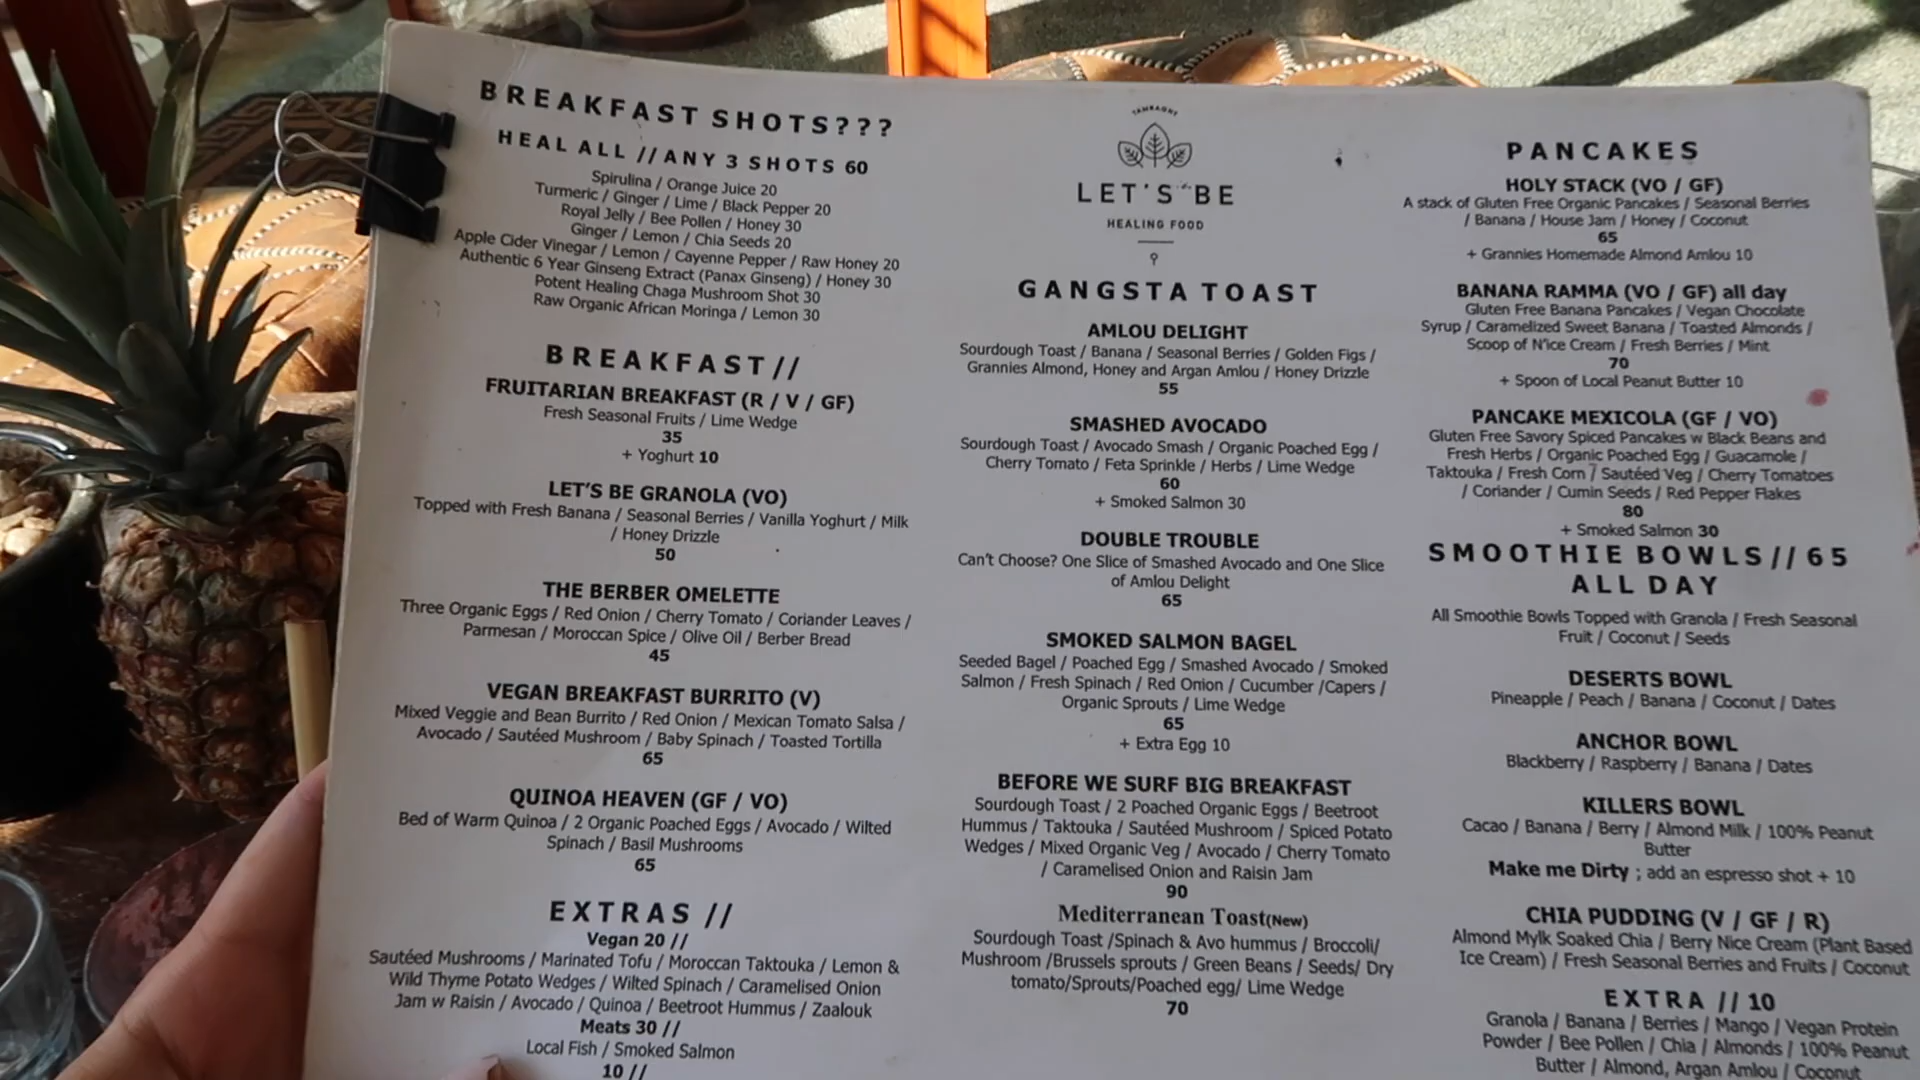 BREAKFAST SHOTS???
HEAL ALL // ANY 3 SHOTS 60
Spirulina / Orange Juice 20
Turmeric / Ginger / Lime / Black Pepper 20
Royal Jelly / Bee Pollen / Honey 30
Ginger / Lemon / Chia Seeds 20
Apple Cider Vinegar / Lemon / Cayenne Pepper / Raw Honey 20
Authentic 6 Year Ginseng Extract (Panax Ginseng) / Honey 30
Potent Healing Chaga Mushroom Shot 30
Raw Organic African Moringa / Lemon 30
BREAKFAST //
FRUITARIAN BREAKFAST (R / V / GF)
Fresh Seasonal Fruits / Lime Wedge
35
+ Yoghurt 10
LET'S BE GRANOLA (VO)
Topped with Fresh Banana / Seasonal Berries / Vanilla Yoghurt / Milk
/ Honey Drizzle
50
THE BERBER OMELETTE
Three Organic Eggs / Red Onion / Cherry Tomato / Coriander Leaves /
Parmesan / Moroccan Spice / Olive Oil / Berber Bread
45
VEGAN BREAKFAST BURRITO (V)
Mixed Veggie and Bean Burrito / Red Onion / Mexican Tomato Salsa /
Avocado / Sautéed Mushroom / Baby Spinach / Toasted Tortilla
65
QUINOA HEAVEN (GF / VO)
Bed of Warm Quinoa / 2 Organic Poached Eggs / Avocado / Wilted
Spinach / Basil Mushrooms
65
EXTRAS //
Vegan 20 //
Sautéed Mushrooms / Marinated Tofu / Moroccan Taktouka / Lemon &
Wild Thyme Potato Wedges / Wilted Spinach / Caramelised Onion
Jam w Raisin / Avocado / Quinoa / Beetroot Hummus / Zaalouk
Meats 30 //
Local Fish / Smoked Salmon
10 //
LET'S BE
HEALING FOOD
GANGSTA TOAST
AMLOU DELIGHT
Sourdough Toast / Banana / Seasonal Berries / Golden Figs /
Grannies Almond, Honey and Argan Amlou / Honey Drizzle
55
SMASHED AVOCADO
Sourdough Toast / Avocado Smash / Organic Poached Egg /
Cherry Tomato / Feta Sprinkle / Herbs / Lime Wedge
60
+ Smoked Salmon 30
DOUBLE TROUBLE
Can't Choose? One Slice of Smashed Avocado and One Slice
of Amlou Delight
65
SMOKED SALMON BAGEL
Seeded Bagel / Poached Egg / Smashed Avocado / Smoked
Salmon / Fresh Spinach / Red Onion / Cucumber /Capers /
Organic Sprouts / Lime Wedge
65
+ Extra Egg 10
BEFORE WE SURF BIG BREAKFAST
Sourdough Toast / 2 Poached Organic Eggs / Beetroot
Hummus / Taktouka / Sautéed Mushroom / Spiced Potato
Wedges / Mixed Organic Veg / Avocado / Cherry Tomato
/ Caramelised Onion and Raisin Jam
90
Mediterranean Toast(New)
Sourdough Toast /Spinach & Avo hummus / Broccoli/
Mushroom /Brussels sprouts / Green Beans / Seeds/ Dry
tomato/Sprouts/Poached egg/ Lime Wedge
70
PANCAKES
HOLY STACK (VO / GF)
A stack of Gluten Free Organic Pancakes / Seasonal Berries
/ Banana / House Jam / Honey / Coconut
65
+ Grannies Homemade Almond Amlou 10
BANANA RAMMA (VO / GF) all day
Gluten Free Banana Pancakes / Vegan Chocolate
Syrup / Caramelized Sweet Banana / Toasted Almonds /
Scoop of N'ice Cream / Fresh Berries / Mint
70
+ Spoon of Local Peanut Butter 10
PANCAKE MEXICOLA (GF / VO)
Gluten Free Savory Spiced Pancakes w Black Beans and
Fresh Herbs / Organic Poached Egg / Guacamole /
Taktouka / Fresh Corn / Sautéed Veg / Cherry Tomatoes
/ Coriander / Cumin Seeds / Red Pepper Flakes
80
+ Smoked Salmon 30
SMOOTHIE BOWLS // 65
ALL DAY
All Smoothie Bowls Topped with Granola / Fresh Seasonal
Fruit / Coconut / Seeds
DESERTS BOWL
Pineapple / Peach / Banana / Coconut / Dates
ANCHOR BOWL
Blackberry / Raspberry / Banana / Dates
KILLERS BOWL
Cacao / Banana / Berry / Almond Milk / 100% Peanut
Butter
Make me Dirty ; add an espresso shot + 10
CHIA PUDDING (V / GF / R)
Almond Mylk Soaked Chia / Berry Nice Cream (Plant Based
Ice Cream) / Fresh Seasonal Berries and Fruits / Coconut
EXTRA // 10
Granola / Banana / Berries / Mango / Vegan Protein
Powder / Bee Pollen / Chia / Almonds / 100% Peanut
Butter / Almond, Argan Amlou / Coconut